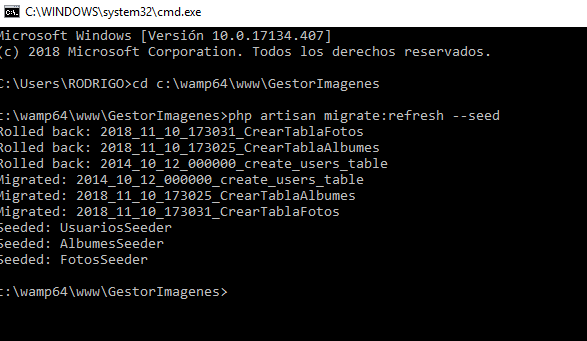 C:\WINDOWS\system32\cmd.exe
Microsoft Windows [Versión 10.0.17134.407]
(c) 2018 Microsoft Corporation. Todos los derechos reservados.
C:\Users\RODRIGO>cd c:\wamp64\www\GestorImagenes
c:\wamp64\www\GestorImagenes>php artisan migrate:refresh --seed
Rolled back: 2018_11_10_173031_CrearTablaFotos
Rolled back: 2018_11_10_173025_CrearTablaAlbumes
Rolled back: 2014_10_12_000000_create_users_table
Migrated: 2014_10_12_000000_create_users_table
Migrated: 2018_11_10_173025_CrearTablaAlbumes
Migrated: 2018_11_10_173031_CrearTablaFotos
Seeded: UsuariosSeeder
Seeded: AlbumesSeeder
Seeded: FotosSeeder
c:\wamp64\www\GestorImagenes>